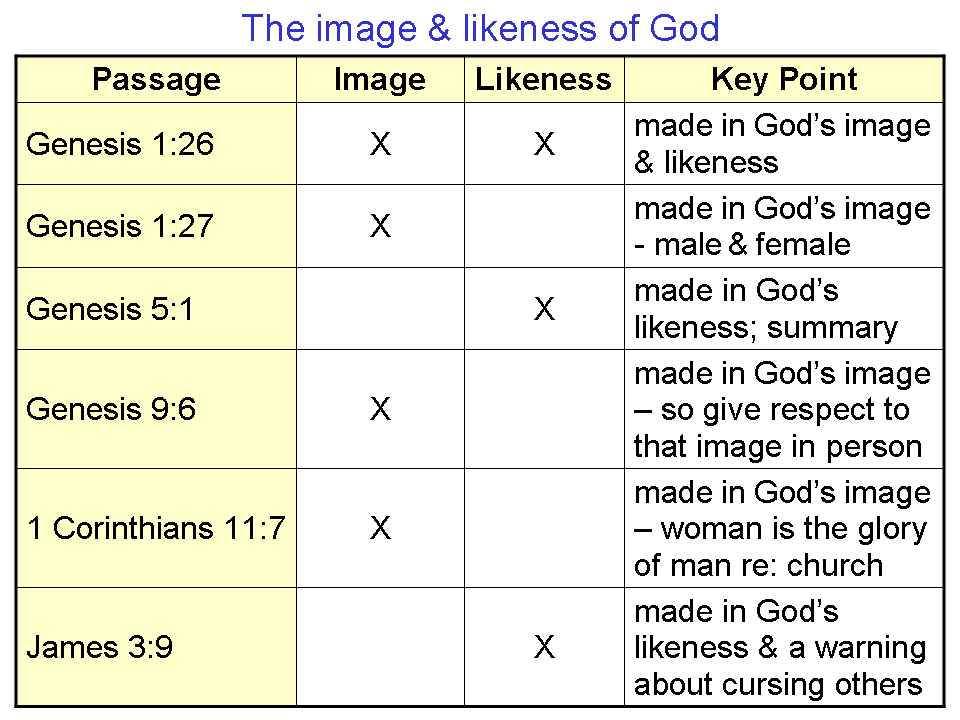 The image & likeness of God
Passage Image Likeness Key Point
Genesis 1:26 X X made in God’s image
& likeness
Genesis 1:27 X made in God’s image
- male & female
Genesis 5:1 X made in God’s
likeness; summary
Genesis 9:6 X made in God’s image
– so give respect to
that image in person
1 Corinthians 11:7 X made in God’s image
– woman is the glory
of man re: church
James 3:9 X made in God’s
likeness & a warning
about cursing others